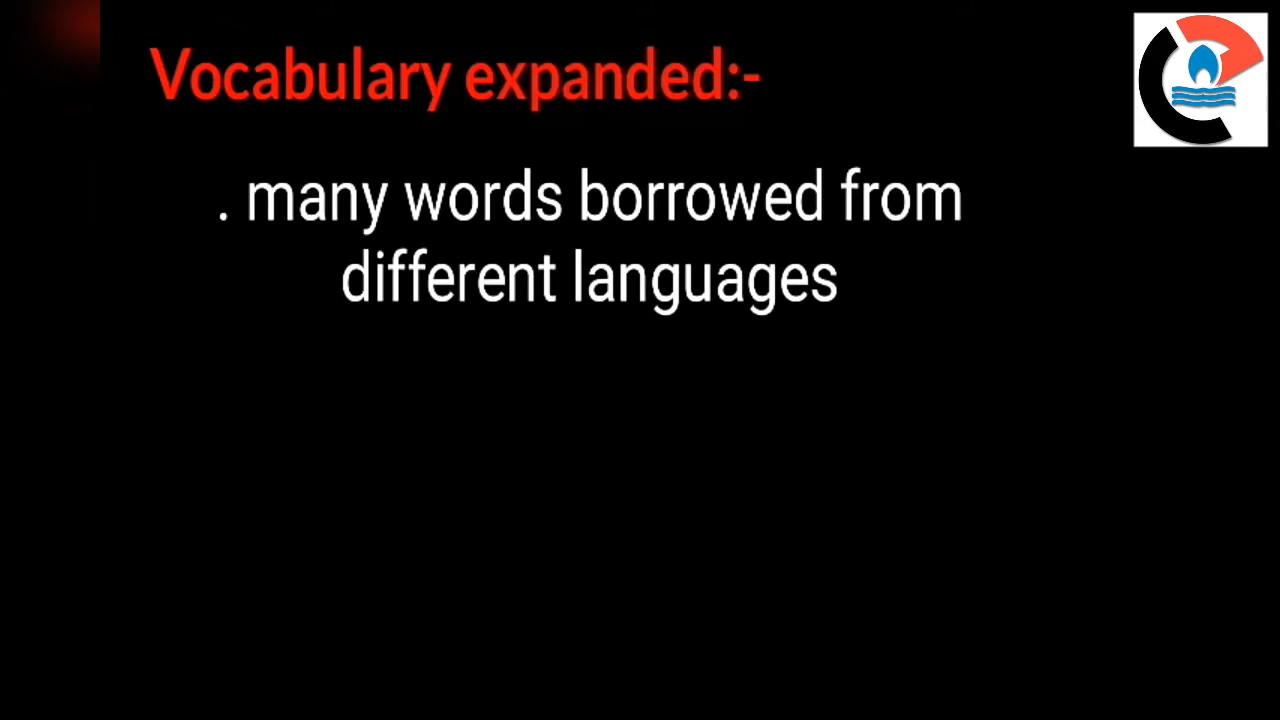 Vocabulary expanded:-
. many words borrowed from
different languages